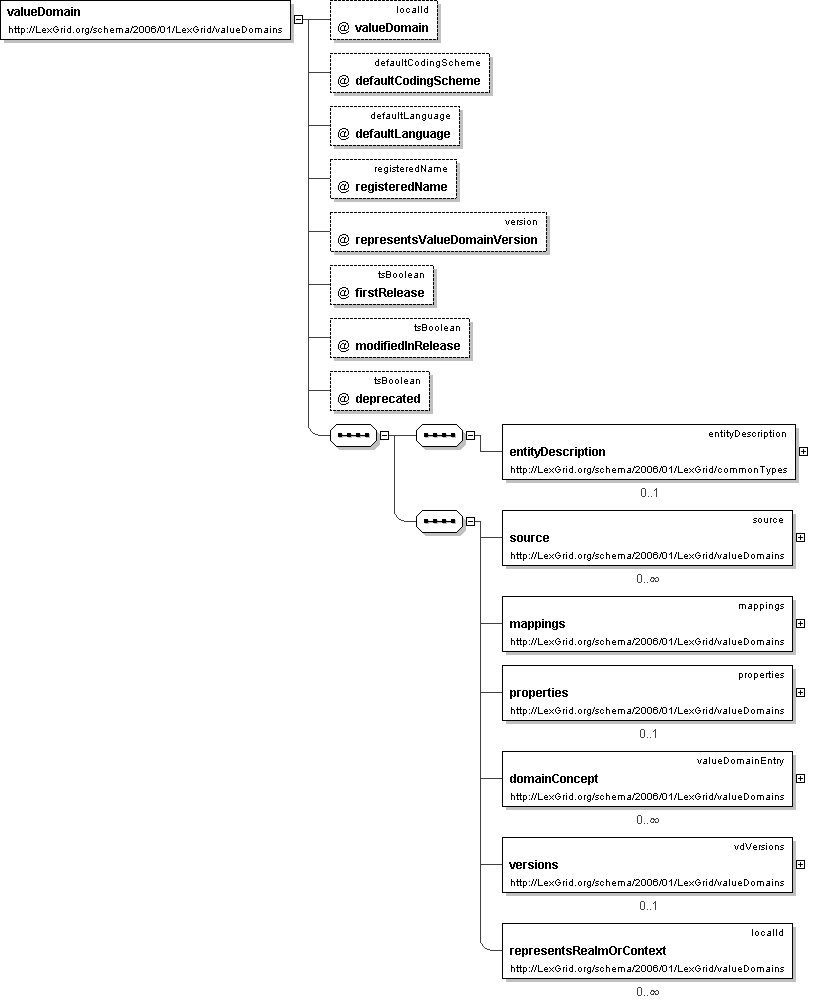 valueDomain
http://LexGrid.org/schema/2006/01/LexGrid/valueDomains
localId
@ valueDomain
defaultCodingScheme
@ defaultCodingScheme
defaultLanguage
@ defaultLanguage
registeredName
@ registeredName
version
@ representsValueDomainVersion
tsBoolean
@ firstRelease
tsBoolean
@ modifiedInRelease
tsBoolean
@ deprecated
entityDescription
entityDescription
http://LexGrid.org/schema/2006/01/LexGrid/commonTypes
0..1
source
source
http://LexGrid.org/schema/2006/01/LexGrid/valueDomains
0..∞
mappings
mappings
http://LexGrid.org/schema/2006/01/LexGrid/valueDomains
properties
properties
http://LexGrid.org/schema/2006/01/LexGrid/valueDomains
0..1
valueDomainEntry
domainConcept
http://LexGrid.org/schema/2006/01/LexGrid/valueDomains
0..∞
vdVersions
versions
http://LexGrid.org/schema/2006/01/LexGrid/valueDomains
0..1
localId
representsRealmOrContext
http://LexGrid.org/schema/2006/01/LexGrid/valueDomains
0..∞